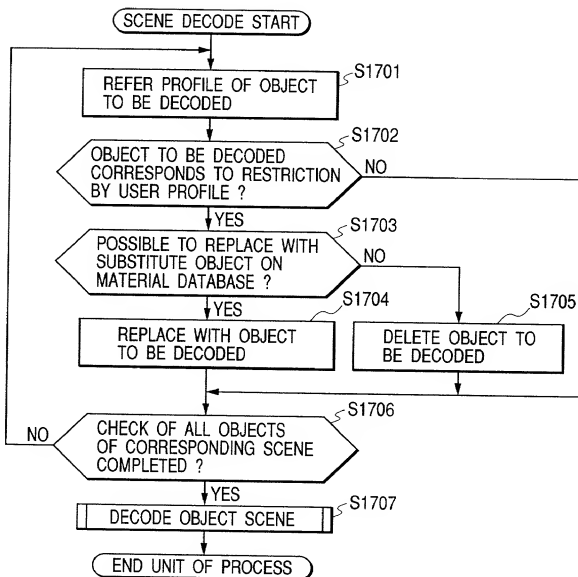 SCENE DECODE START
S1701
REFER PROFILE OF OBJECT
TO BE DECODED
S1702
OBJECT TO BE DECODED
CORRESPONDS TO RESTRICTION
BY USER PROFILE ?
NO
YES
S1703
POSSIBLE TO REPLACE WITH
SUBSTITUTE OBJECT ON
MATERIAL DATABASE ?
NO
YES
S1704
S1705
REPLACE WITH OBJECT
TO BE DECODED
DELETE OBJECT TO
BE DECODED
S1706
NO
CHECK OF ALL OBJECTS
OF CORRESPONDING SCENE
COMPLETED ?
YES
S1707
DECODE OBJECT SCENE
END UNIT OF PROCESS